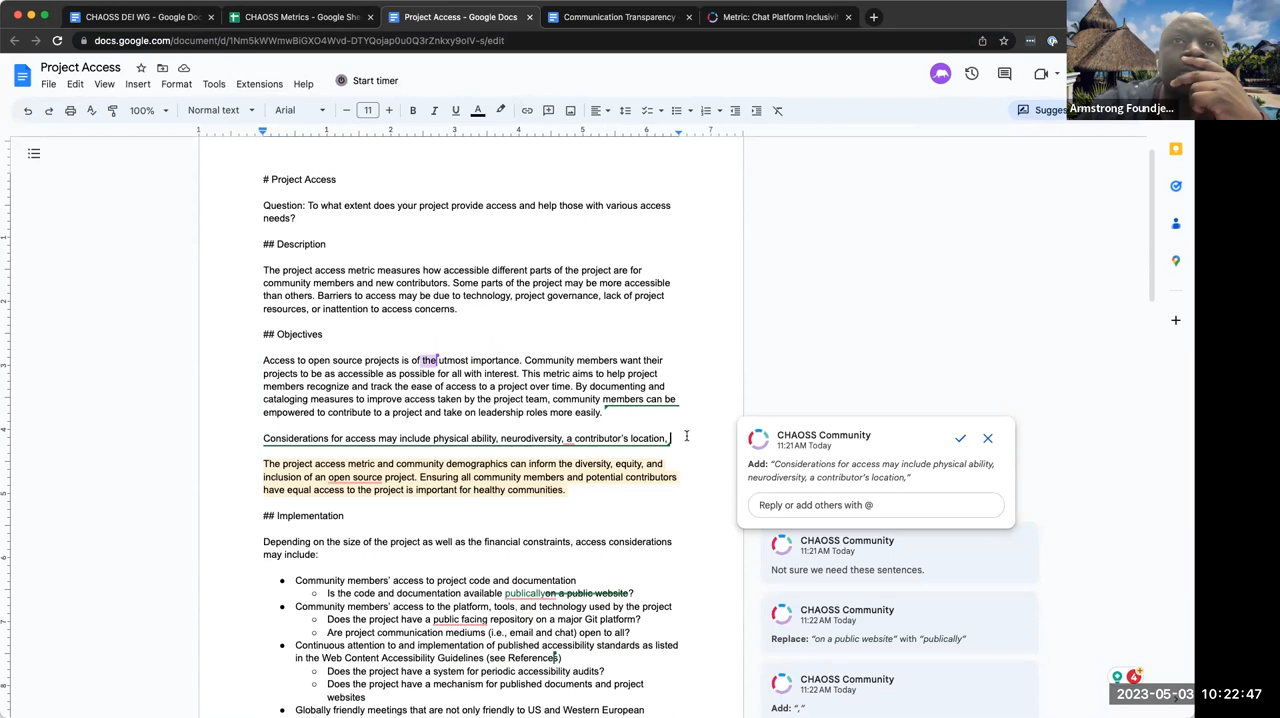 CHAOSS DEI WG - Google Doc
CHAOSS Metrics - Google She
Project Access - Google Docs
Communication Transparency
Metric: Chat Platform Inclusivit
docs.google.com/document/d/1Nm5kWWmwBiGXO4Wvd-DTYQojap0u0Q3rZnkxy9oIV-s/edit
Project Access
File Edit View Insert Format Tools Extensions Help
Start timer
100% Normal text Arial 11
Sugges
Armstrong Foundje...
1 1 2 3 4 5 6 7
# Project Access
Question: To what extent does your project provide access and help those with various access
needs?
## Description
The project access metric measures how accessible different parts of the project are for
community members and new contributors. Some parts of the project may be more accessible
than others. Barriers to access may be due to technology, project governance, lack of project
resources, or inattention to access concerns.
## Objectives
Access to open source projects is of the utmost importance. Community members want their
projects to be as accessible as possible for all with interest. This metric aims to help project
members recognize and track the ease of access to a project over time. By documenting and
cataloging measures to improve access taken by the project team, community members can be
empowered to contribute to a project and take on leadership roles more easily.
Considerations for access may include physical ability, neurodiversity, a contributor's location,
The project access metric and community demographics can inform the diversity, equity, and
inclusion of an open source project. Ensuring all community members and potential contributors
have equal access to the project is important for healthy communities.
## Implementation
Depending on the size of the project as well as the financial constraints, access considerations
may include:
● Community members' access to project code and documentation
○ Is the code and documentation available publicallyon a public website?
● Community members' access to the platform, tools, and technology used by the project
○ Does the project have a public facing repository on a major Git platform?
○ Are project communication mediums (i.e., email and chat) open to all?
● Continuous attention to and implementation of published accessibility standards as listed
in the Web Content Accessibility Guidelines (see References)
○ Does the project have a system for periodic accessibility audits?
○ Does the project have a mechanism for published documents and project
websites
● Globally friendly meetings that are not only friendly to US and Western European
CHAOSS Community
11:21 AM Today
Add: "Considerations for access may include physical ability,
neurodiversity, a contributor's location,"
Reply or add others with @
CHAOSS Community
11:21 AM Today
Not sure we need these sentences.
CHAOSS Community
11:22 AM Today
Replace: "on a public website" with "publically"
CHAOSS Community
11:22 AM Today
Add: ","
4
2023-05-03 10:22:47